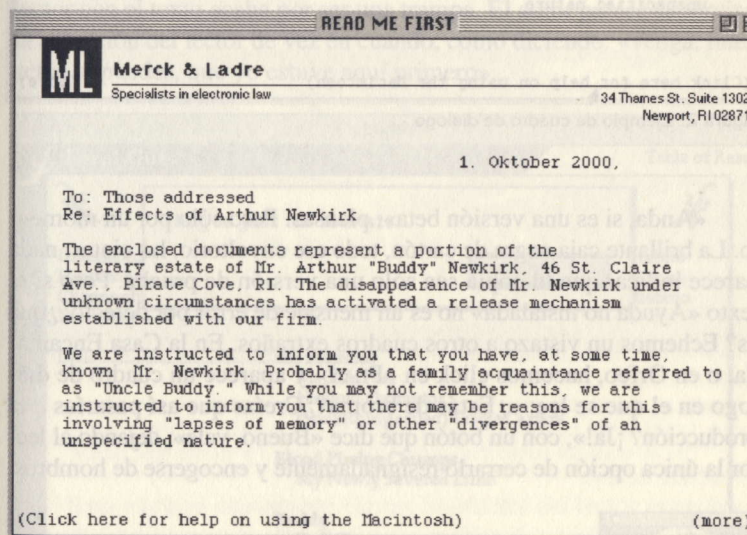 READ ME FIRST
ML
Merck & Ladre
Specialists in electronic law
34 Thames St. Suite 1302
Newport, RI 02871
1. Oktober 2000.
To: Those addressed
Re: Effects of Arthur Newkirk
The enclosed documents represent a portion of the
literary estate of Mr. Arthur "Buddy" Newkirk, 46 St. Claire
Ave., Pirate Cove, RI. The disappearance of Mr Newkirk under
unknown circumstances has activated a release mechanism
established with our firm.
We are instructed to inform you that you have, at some time,
known Mr. Newkirk. Probably as a family acquaintance referred to
as "Uncle Buddy." While you may not remember this, we are
instructed to inform you that there may be reasons for this
involving "lapses of memory" or other "divergences" of an
unspecified nature.
(Click here for help on using the Macintosh)
(more)